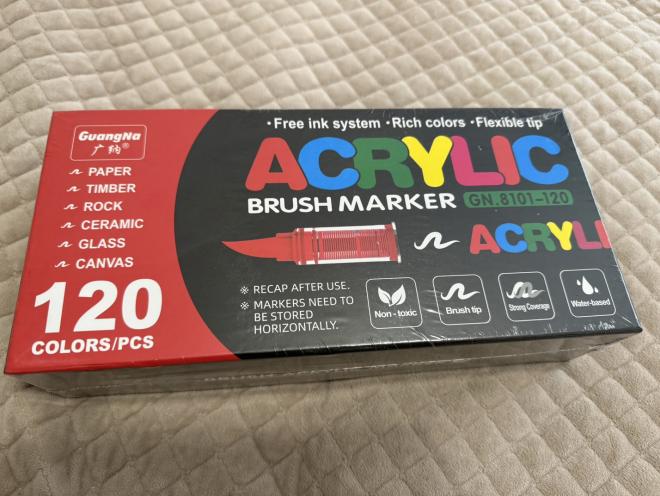 GuangNa
广纳®
PAPER
TIMBER
ROCK
CERAMIC
GLASS
CANVAS
120
COLORS/PCS
·Free ink system ·Rich colors ·Flexible tip
ACRYLIC
BRUSH MARKER GN.8101-120
ACRYLI
※ RECAP AFTER USE.
※ MARKERS NEED TO
BE STORED
HORIZONTALLY.
Non-toxic
Brush tip
Strong Coverage
Water-based